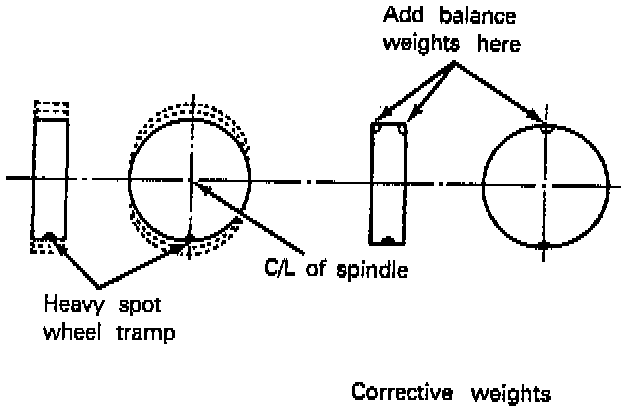 Add balance
weights here
C/L of spindle
Heavy spot
wheel tramp
Corrective weights